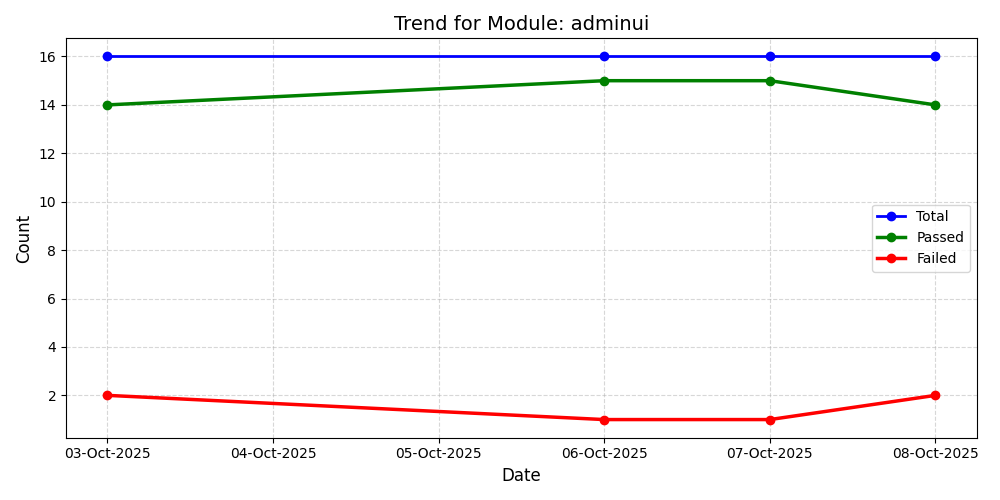 Trend for Module: adminui
16
14
12
10
8
6
4
2
Count
Total
Passed
Failed
03-Oct-2025 04-Oct-2025 05-Oct-2025 06-Oct-2025 07-Oct-2025 08-Oct-2025
Date